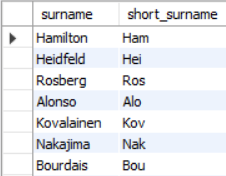 surname short_surname
Hamilton Ham
Heidfeld Hei
Rosberg Ros
Alonso Alo
Kovalainen Kov
Nakajima Nak
Bourdais Bou